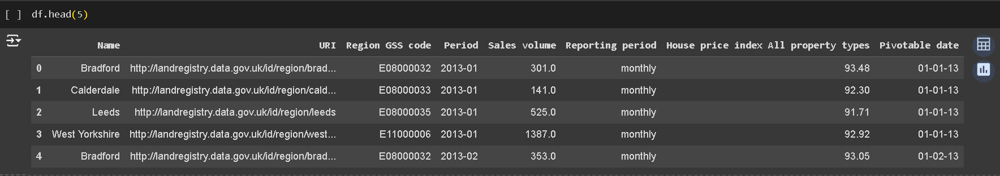 [ ] df.head(5)
Name URI Region GSS code Period Sales volume Reporting period House price index All property types Pivotable date
0 Bradford http://landregistry.data.gov.uk/id/region/brad... E08000032 2013-01 301.0 monthly 93.48 01-01-13
1 Calderdale http://landregistry.data.gov.uk/id/region/cald... E08000033 2013-01 141.0 monthly 92.30 01-01-13
2 Leeds http://landregistry.data.gov.uk/id/region/leeds E08000035 2013-01 525.0 monthly 91.71 01-01-13
3 West Yorkshire http://landregistry.data.gov.uk/id/region/west... E11000006 2013-01 1387.0 monthly 92.92 01-01-13
4 Bradford http://landregistry.data.gov.uk/id/region/brad... E08000032 2013-02 353.0 monthly 93.05 01-02-13